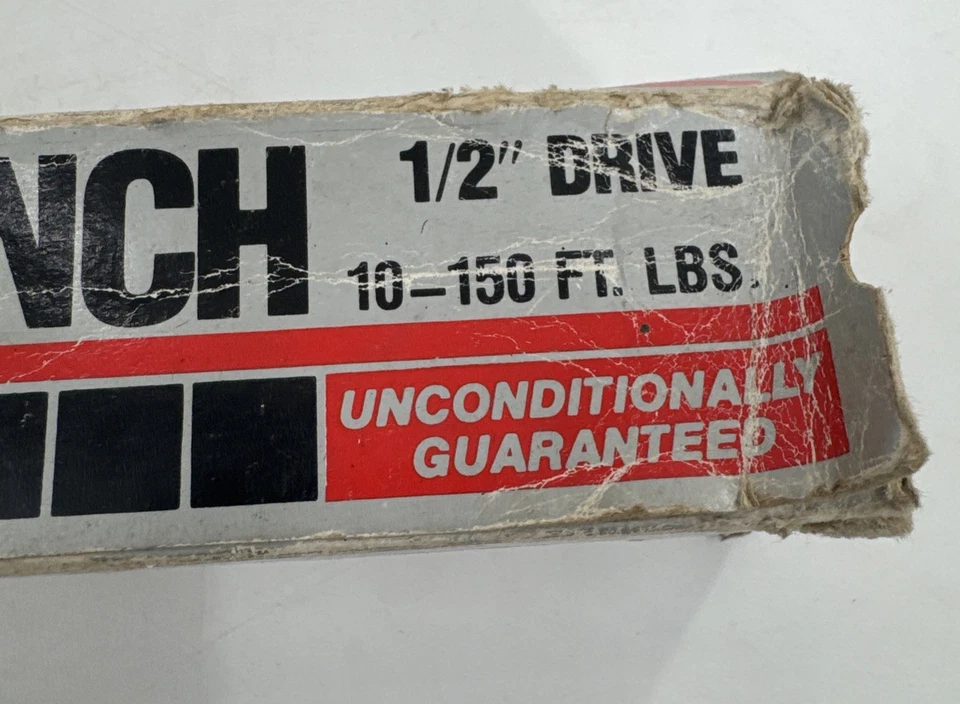 NCH
1/2" DRIVE
10–150 FT. LBS.
UNCONDITIONALLY
GUARANTEED